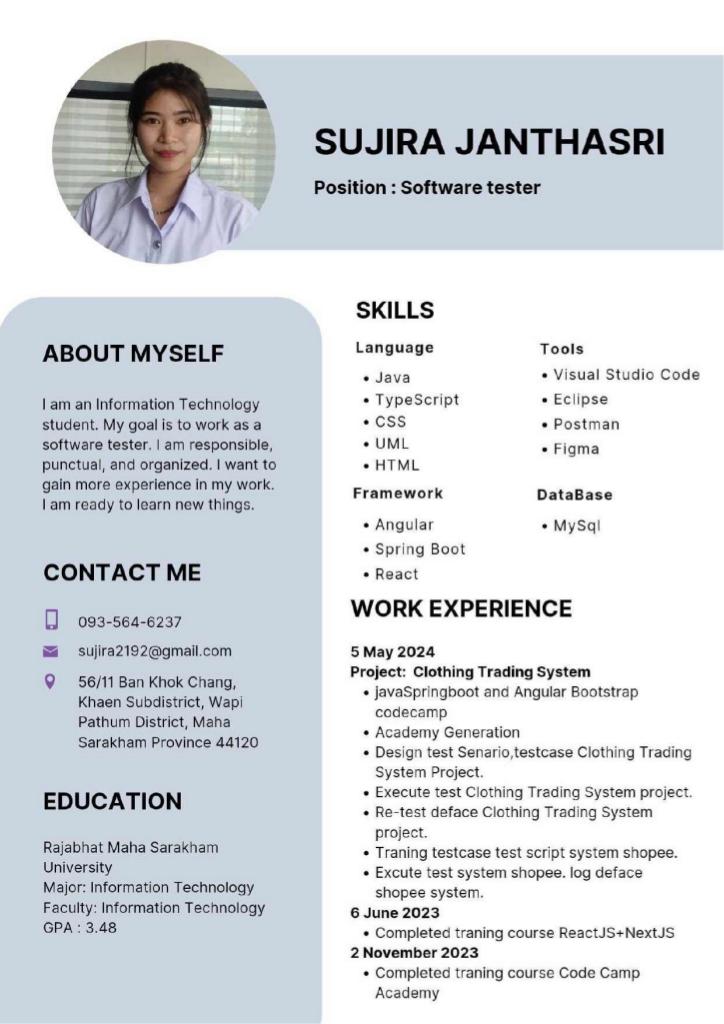 SUJIRA JANTHASRI
Position : Software tester
ABOUT MYSELF
I am an Information Technology
student. My goal is to work as a
software tester. I am responsible,
punctual, and organized. I want to
gain more experience in my work.
I am ready to learn new things.
CONTACT ME
093-564-6237
sujira2192@gmail.com
56/11 Ban Khok Chang,
Khaen Subdistrict, Wapi
Pathum District, Maha
Sarakham Province 44120
EDUCATION
Rajabhat Maha Sarakham
University
Major: Information Technology
Faculty: Information Technology
GPA : 3.48
SKILLS
Language
• Java
• TypeScript
• CSS
• UML
• HTML
Tools
• Visual Studio Code
• Eclipse
• Postman
• Figma
Framework
• Angular
• Spring Boot
• React
DataBase
• MySql
WORK EXPERIENCE
5 May 2024
Project: Clothing Trading System
• javaSpringboot and Angular Bootstrap
codecamp
• Academy Generation
• Design test Senario,testcase Clothing Trading
System Project.
• Execute test Clothing Trading System project.
• Re-test deface Clothing Trading System
project.
• Traning testcase test script system shopee.
• Excute test system shopee. log deface
shopee system.
6 June 2023
• Completed traning course ReactJS+NextJS
2 November 2023
• Completed traning course Code Camp
Academy